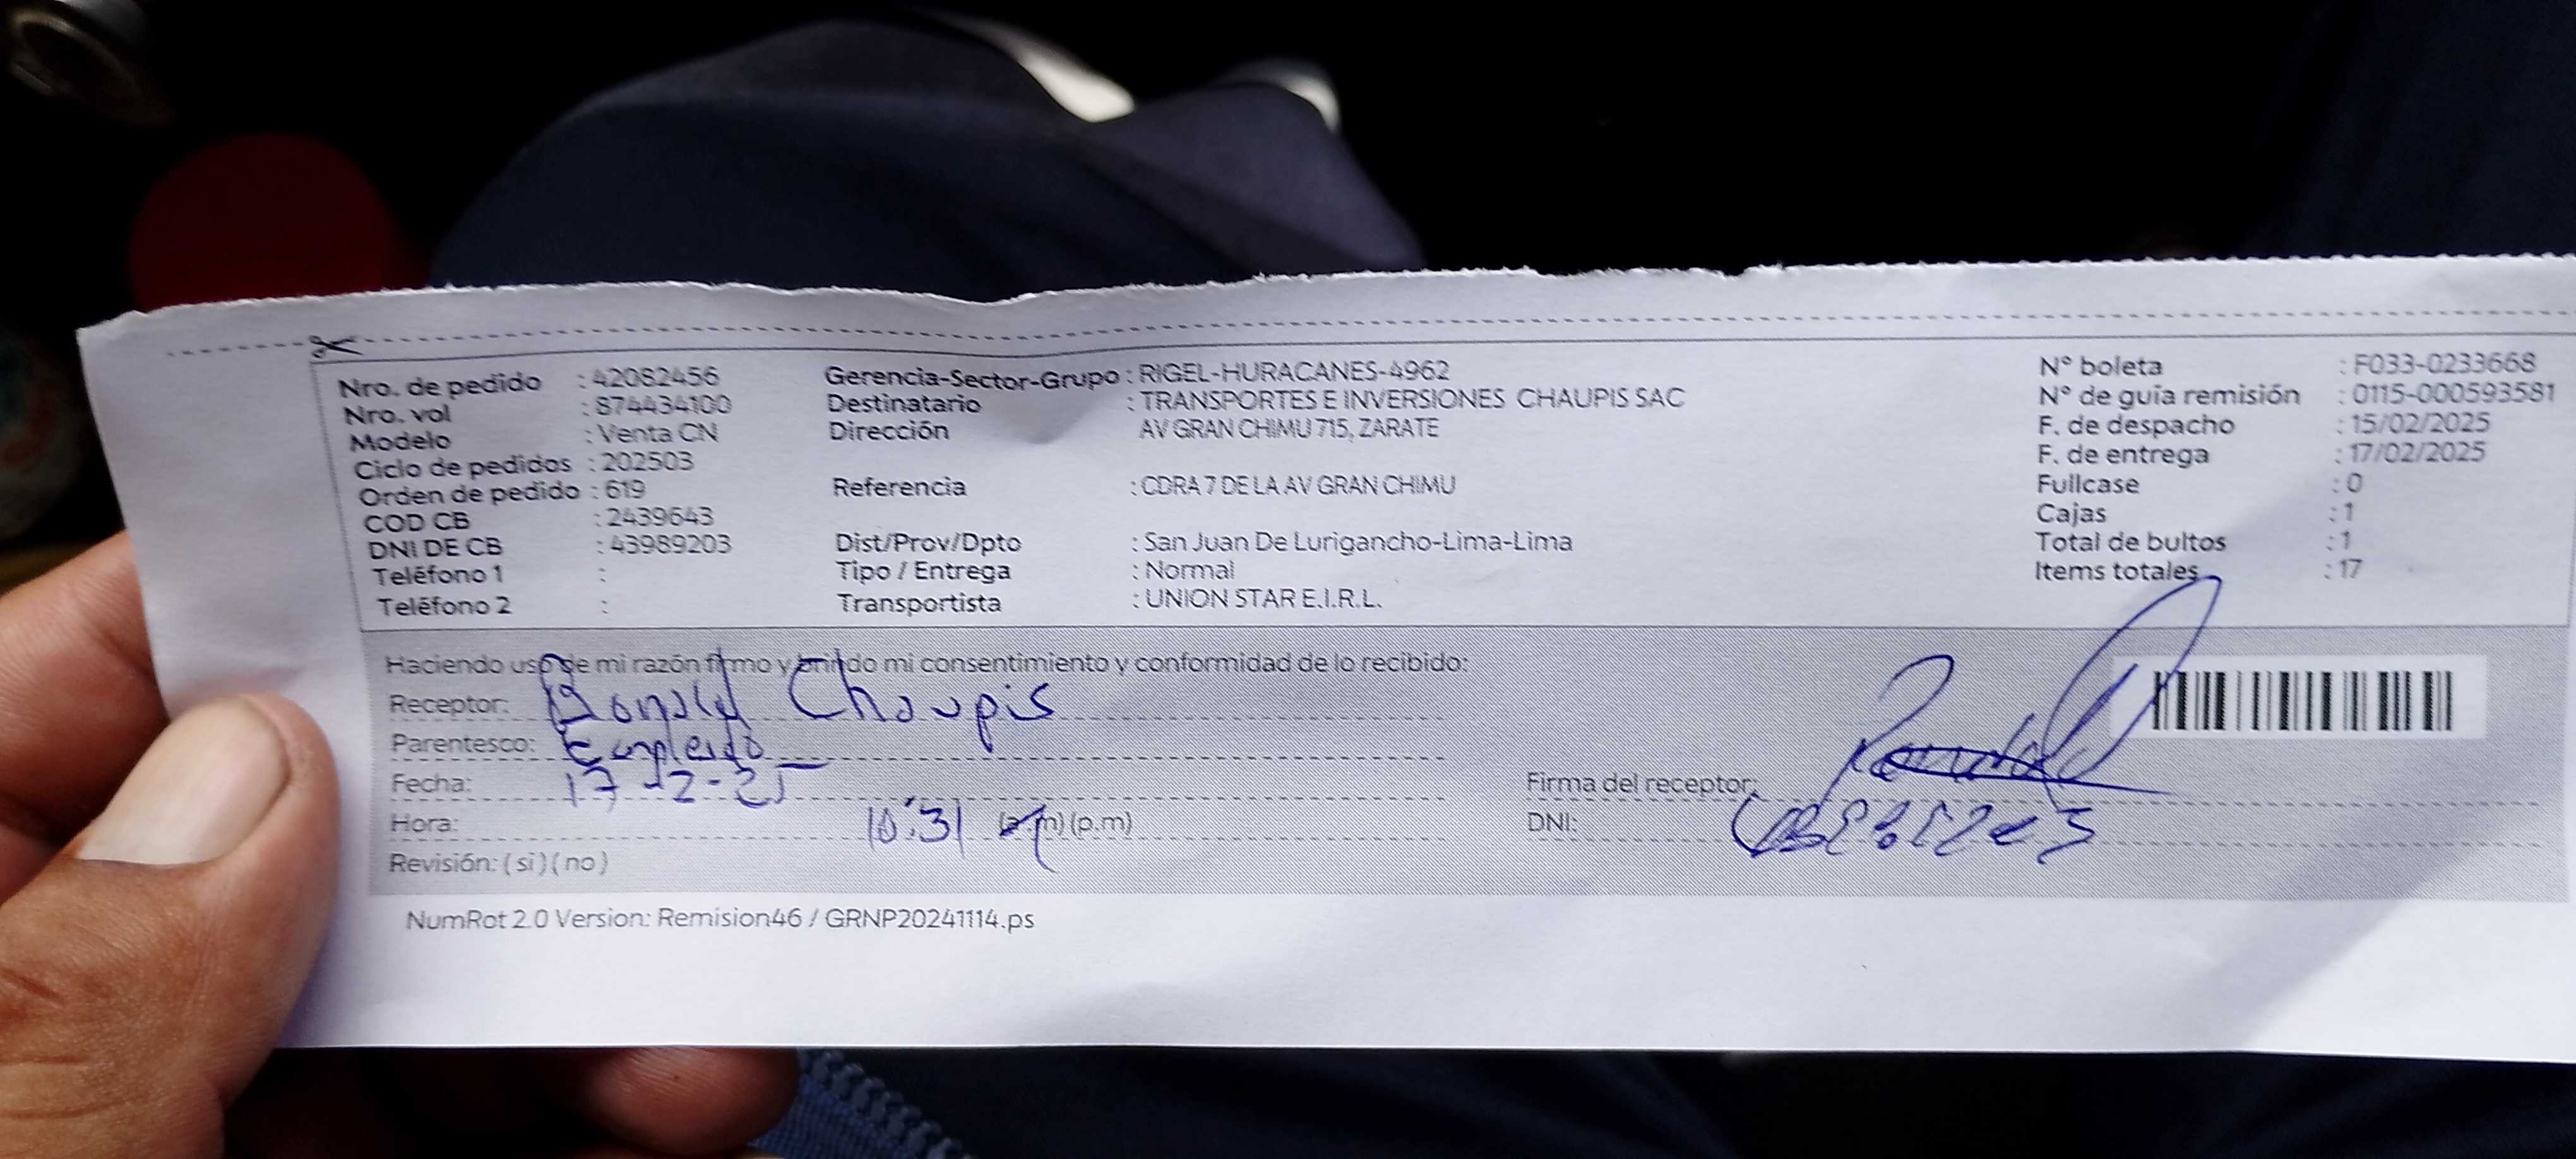 Nro. de pedido : 42082456
Nro. vol : 874434100
Modelo : Venta CN
Ciclo de pedidos : 202503
Orden de pedido : 619
COD CB : 2439643
DNI DE CB : 43989203
Teléfono 1 :
Teléfono 2 :
Gerencia-Sector-Grupo : RIGEL-HURACANES-4962
Destinatario : TRANSPORTES E INVERSIONES CHAUPIS SAC
Dirección AV GRAN CHIMU 715, ZARATE
Referencia : CDRA 7 DE LA AV GRAN CHIMU
Dist/Prov/Dpto : San Juan De Lurigancho-Lima-Lima
Tipo / Entrega : Normal
Transportista : UNION STAR E.I.R.L.
N° boleta : F033-0233668
N° de guía remisión : 0115-000593581
F. de despacho : 15/02/2025
F. de entrega : 17/02/2025
Fullcase : 0
Cajas : 1
Total de bultos : 1
Items totales : 17
Haciendo uso de mi razón firmo y brindo mi consentimiento y conformidad de lo recibido:
Receptor: Ronald Chaupis
Parentesco: Empleado
Fecha: 17-2-25
Hora: 10:31 (a.m)(p.m)
Revisión: (si)(no)
Firma del receptor:
DNI:
NumRot 2.0 Version: Remision46 / GRNP20241114.ps